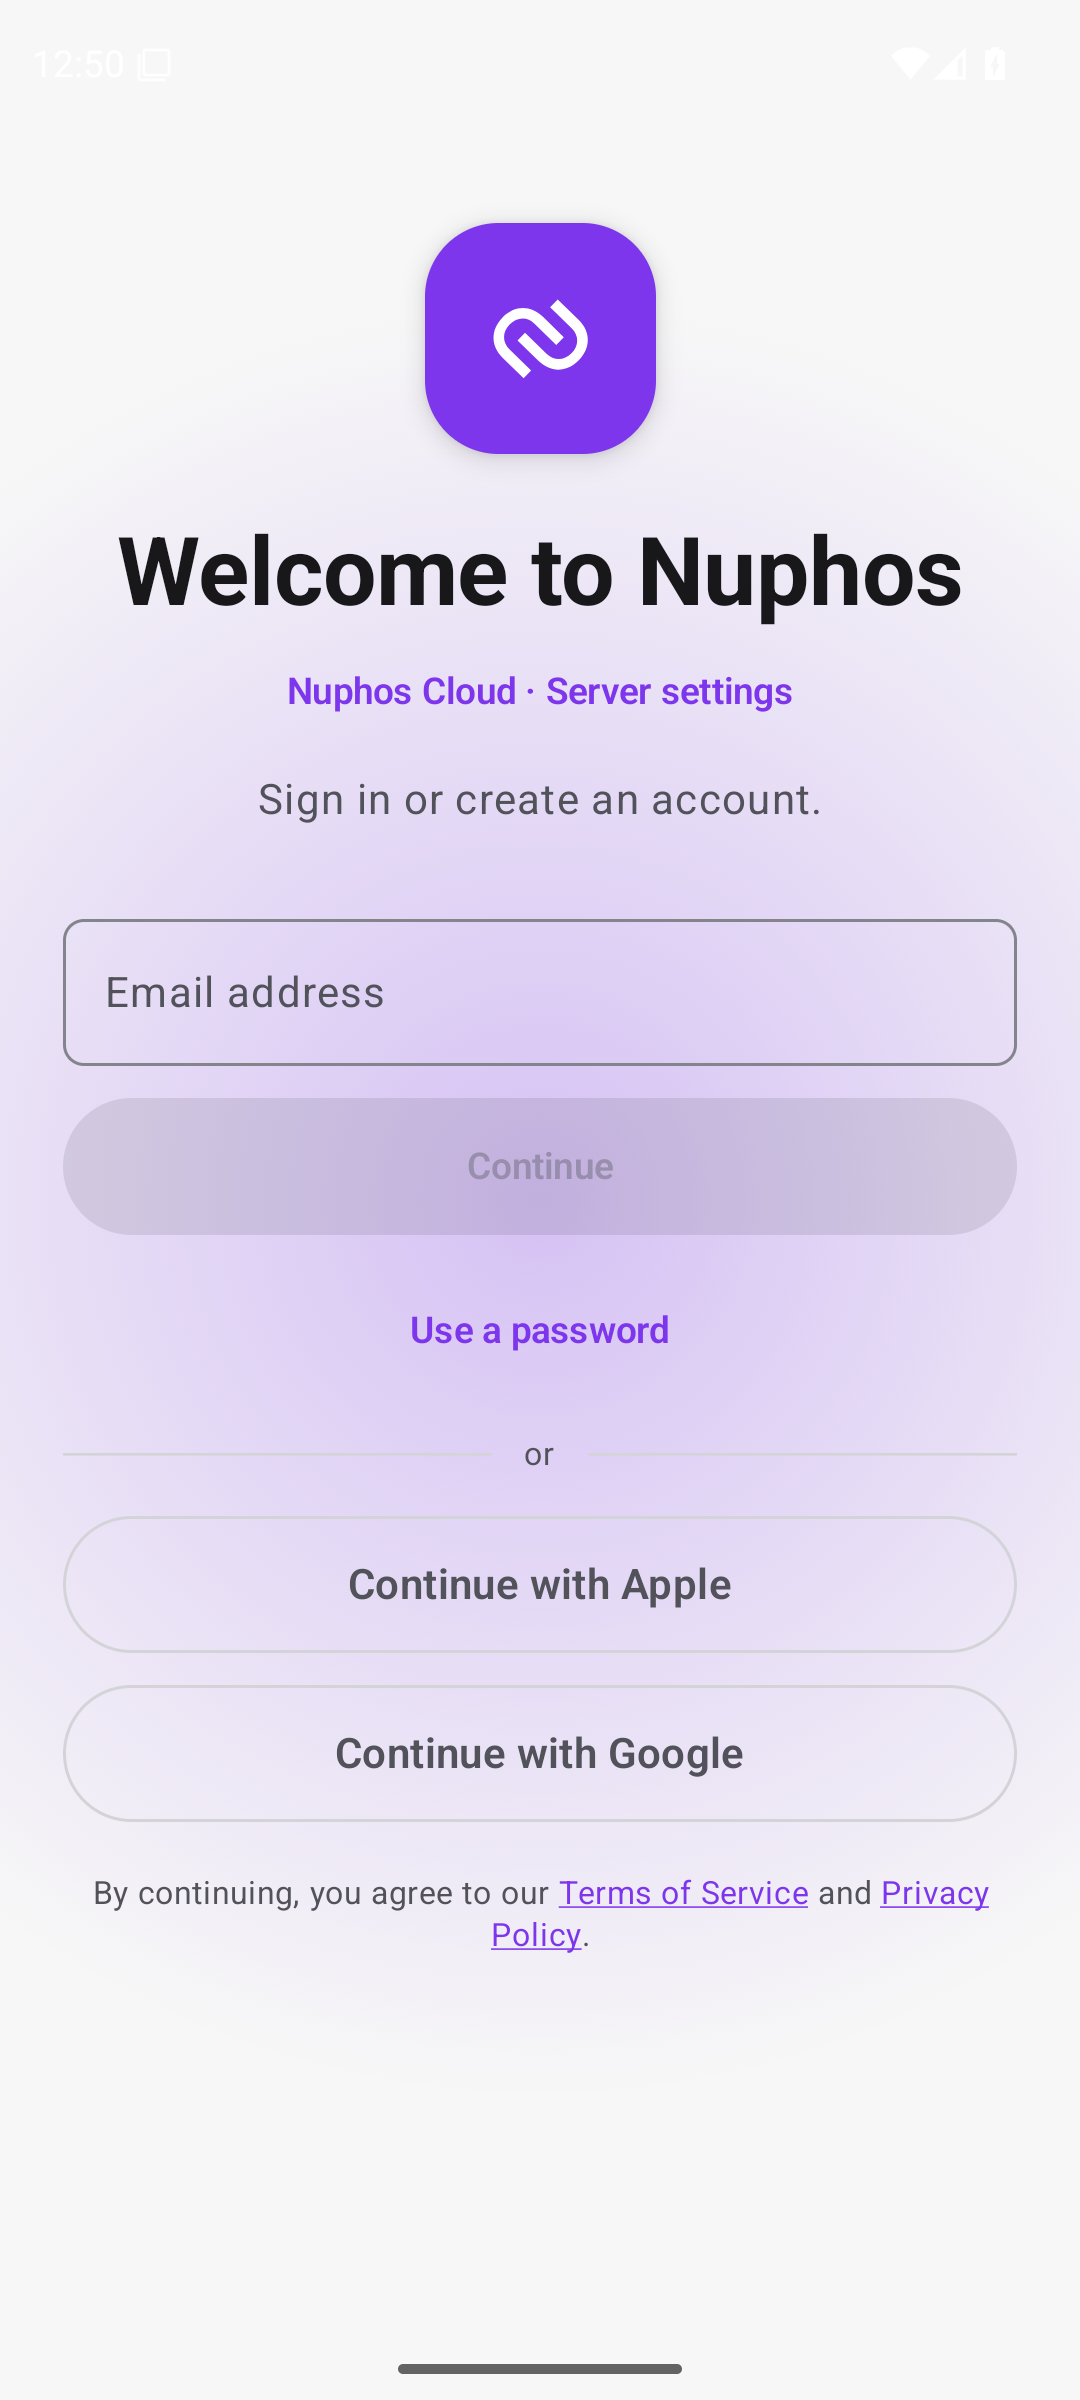 12:50
Welcome to Nuphos
Nuphos Cloud · Server settings
Sign in or create an account.
Email address
Continue
Use a password
or
Continue with Apple
Continue with Google
By continuing, you agree to our Terms of Service and Privacy
Policy.